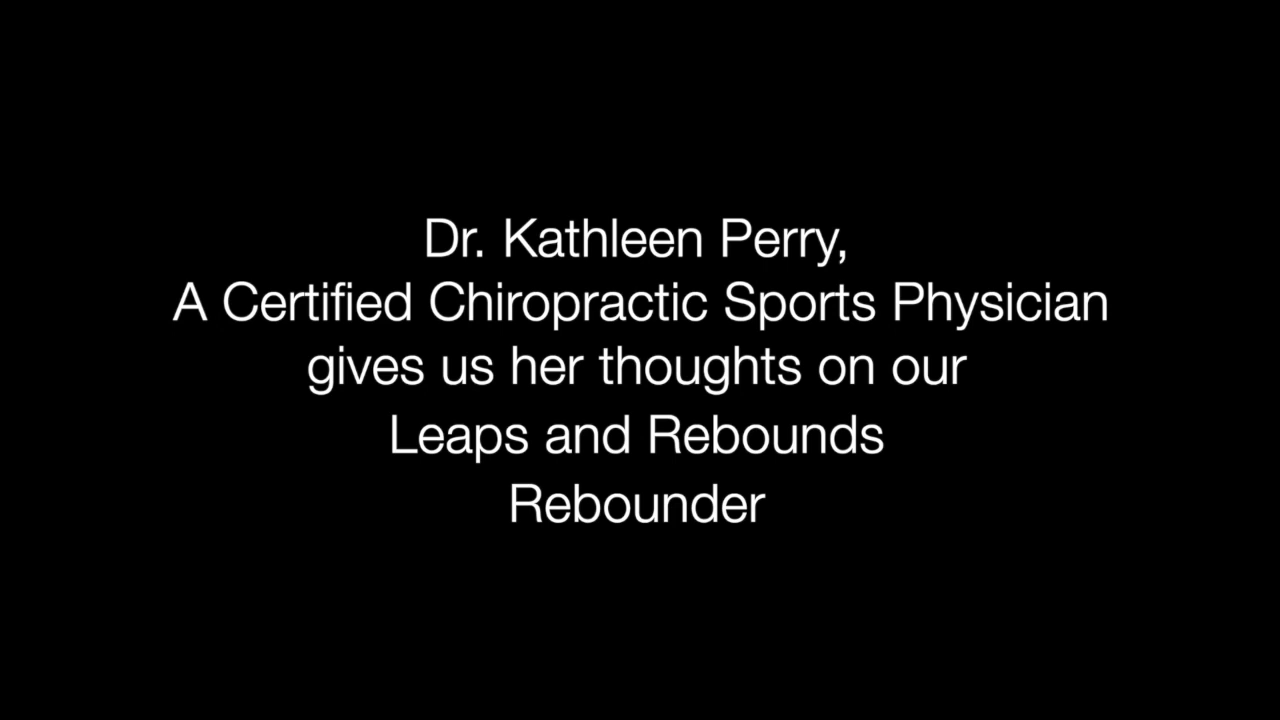 Dr. Kathleen Perry,
A Certified Chiropractic Sports Physician
gives us her thoughts on our
Leaps and Rebounds
Rebounder